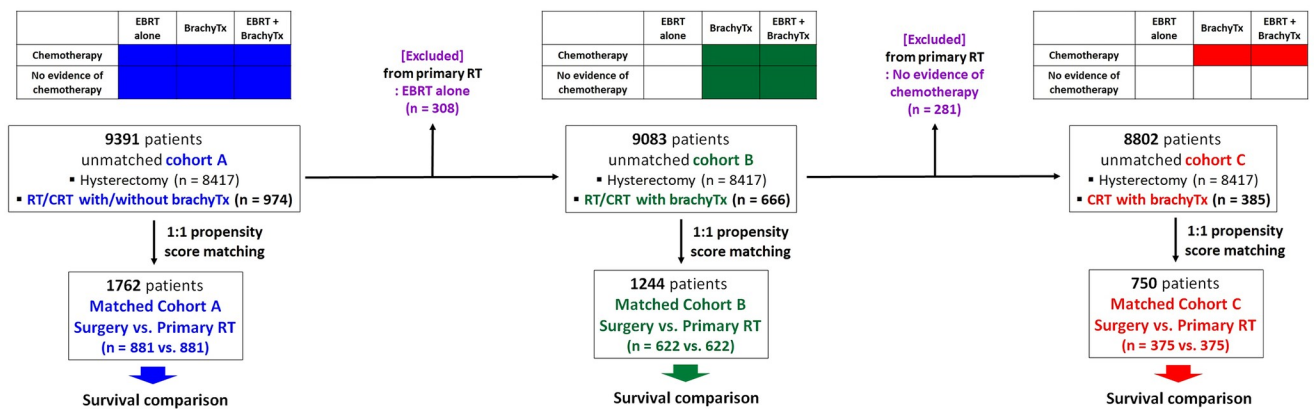 EBRT alone
BrachyTx
EBRT + BrachyTx
Chemotherapy
No evidence of chemotherapy
9391 patients
unmatched cohort A
▪ Hysterectomy (n = 8417)
▪ RT/CRT with/without brachyTx (n = 974)
1:1 propensity
score matching
1762 patients
Matched Cohort A
Surgery vs. Primary RT
(n = 881 vs. 881)
Survival comparison
[Excluded]
from primary RT
: EBRT alone
(n = 308)
EBRT alone
BrachyTx
EBRT + BrachyTx
Chemotherapy
No evidence of chemotherapy
9083 patients
unmatched cohort B
▪ Hysterectomy (n = 8417)
▪ RT/CRT with brachyTx (n = 666)
1:1 propensity
score matching
1244 patients
Matched Cohort B
Surgery vs. Primary RT
(n = 622 vs. 622)
Survival comparison
[Excluded]
from primary RT
: No evidence of
chemotherapy
(n = 281)
EBRT alone
BrachyTx
EBRT + BrachyTx
Chemotherapy
No evidence of chemotherapy
8802 patients
unmatched cohort C
▪ Hysterectomy (n = 8417)
▪ CRT with brachyTx (n = 385)
1:1 propensity
score matching
750 patients
Matched Cohort C
Surgery vs. Primary RT
(n = 375 vs. 375)
Survival comparison